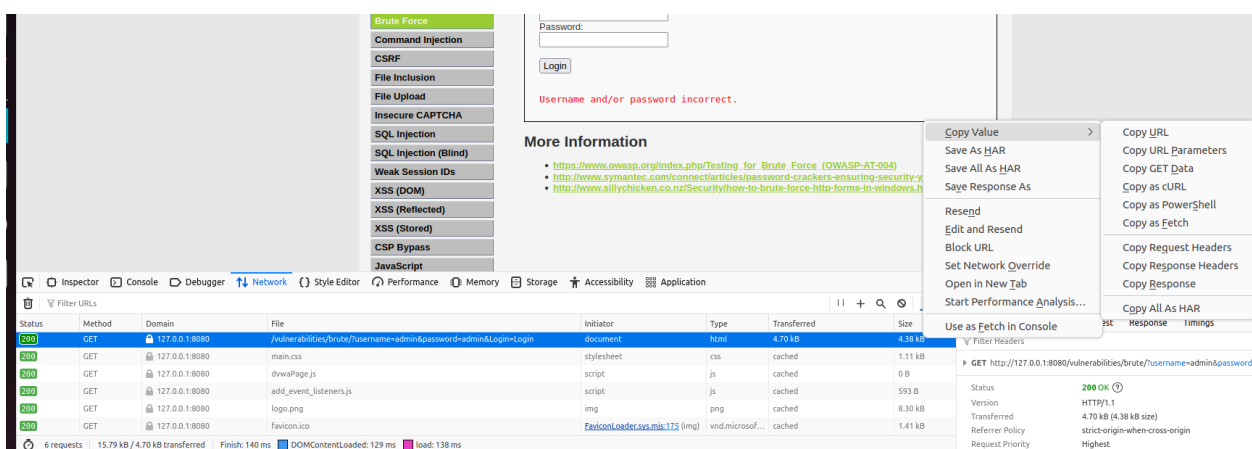 Brute Force
Command Injection
CSRF
File Inclusion
File Upload
Insecure CAPTCHA
SQL Injection
SQL Injection (Blind)
Weak Session IDs
XSS (DOM)
XSS (Reflected)
XSS (Stored)
CSP Bypass
JavaScript
Password:
Login
Username and/or password incorrect.
More Information
https://www.owasp.org/index.php/Testing_for_Brute_Force_(OWASP-AT-004)
http://www.symantec.com/connect/articles/password-crackers-ensuring-security-y
http://www.sillychicken.co.nz/Security/how-to-brute-force-http-forms-in-windows.h
Copy Value
Save As HAR
Save All As HAR
Save Response As
Resend
Edit and Resend
Block URL
Set Network Override
Open in New Tab
Start Performance Analysis...
Use as Fetch in Console
Copy URL
Copy URL Parameters
Copy GET Data
Copy as cURL
Copy as PowerShell
Copy as Fetch
Copy Request Headers
Copy Response Headers
Copy Response
Copy All As HAR
Inspector Console Debugger Network Style Editor Performance Memory Storage Accessibility Application
Filter URLs
Status Method Domain File Initiator Type Transferred Size
200 GET 127.0.0.1:8080 /vulnerabilities/brute/?username=admin&password=admin&Login=Login document html 4.70 kB 4.38 kB
200 GET 127.0.0.1:8080 main.css stylesheet css cached 1.11 kB
200 GET 127.0.0.1:8080 dvwaPage.js script js cached 0 B
200 GET 127.0.0.1:8080 add_event_listeners.js script js cached 593 B
200 GET 127.0.0.1:8080 logo.png img png cached 8.30 kB
200 GET 127.0.0.1:8080 favicon.ico FaviconLoader.sys.mjs:175 (img) vnd.microsof... cached 1.41 kB
6 requests 15.79 kB / 4.70 kB transferred Finish: 140 ms DOMContentLoaded: 129 ms load: 138 ms
est Response Timings
Filter Headers
GET http://127.0.0.1:8080/vulnerabilities/brute/?username=admin&password
Status 200 OK
Version HTTP/1.1
Transferred 4.70 kB (4.38 kB size)
Referrer Policy strict-origin-when-cross-origin
Request Priority Highest